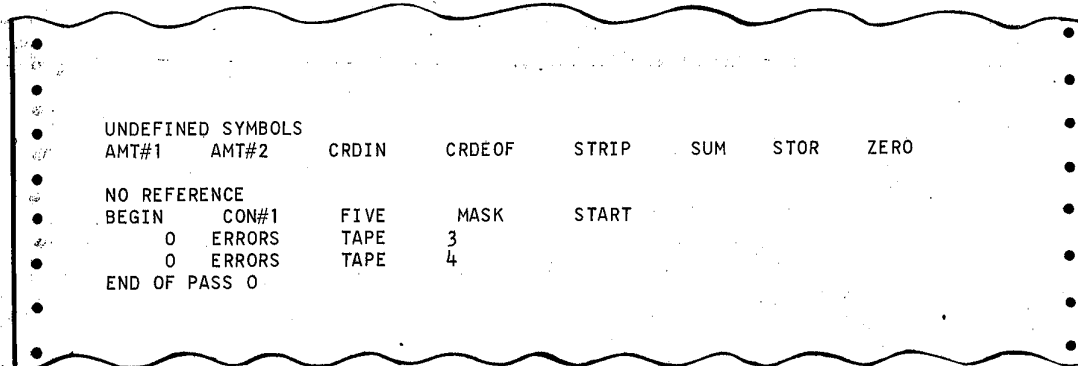 UNDEFINED SYMBOLS
AMT#1 AMT#2 CRDIN CRDEOF STRIP SUM STOR ZERO
NO REFERENCE
BEGIN CON#1 FIVE MASK START
0 ERRORS TAPE 3
0 ERRORS TAPE 4
END OF PASS 0